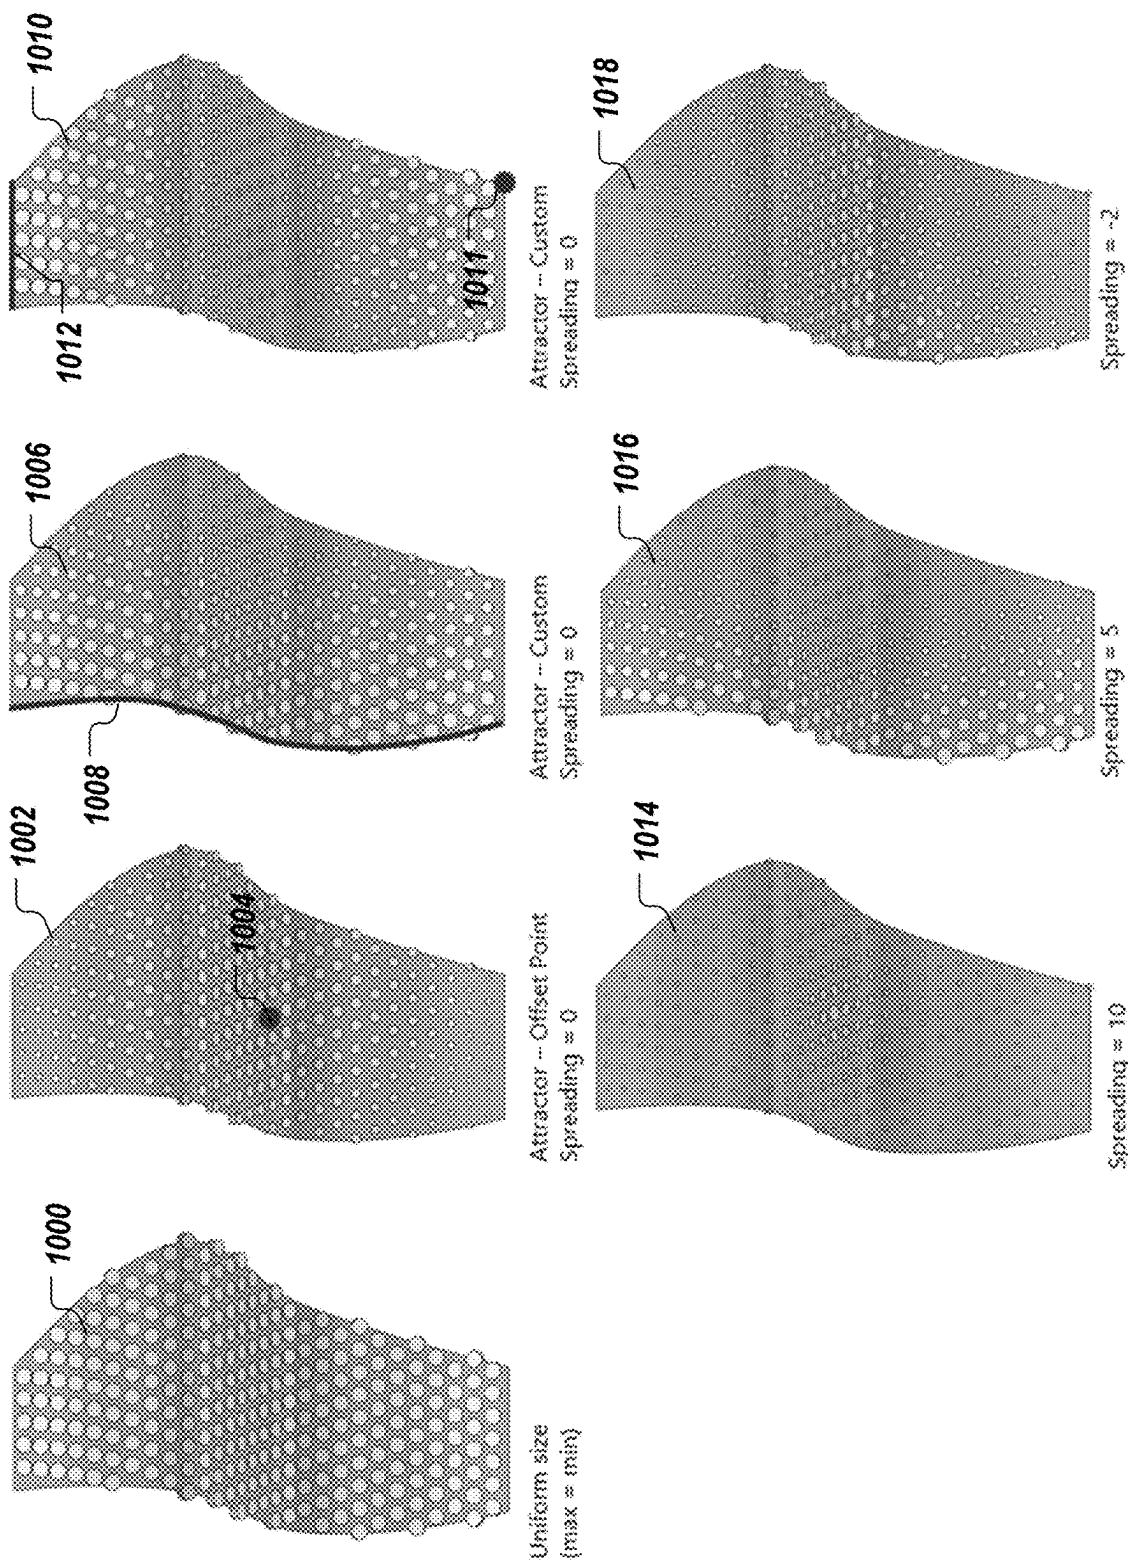 1000
Uniform size
(max = min)
1002
1004
Attractor -- Offset Point
Spreading = 0
1006
1008
Attractor -- Custom
Spreading = 0
1010
1012
1011
Attractor -- Custom
Spreading = 0
1014
Spreading = 10
1016
Spreading = 5
1018
Spreading = -2